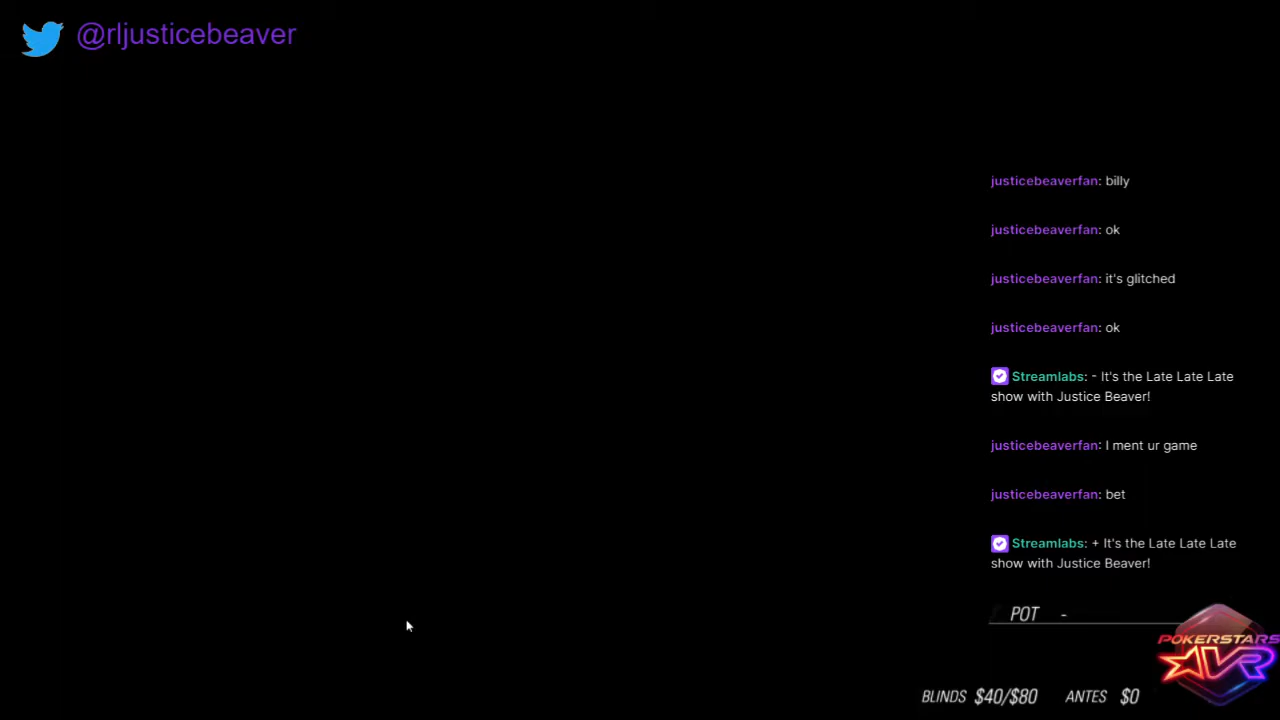 @rljusticebeaver
justicebeaverfan: billy
justicebeaverfan: ok
justicebeaverfan: it's glitched
justicebeaverfan: ok
Streamlabs: - It's the Late Late Late
show with Justice Beaver!
justicebeaverfan: I ment ur game
justicebeaverfan: bet
Streamlabs: + It's the Late Late Late
show with Justice Beaver!
POT -
POKERSTARS
VR
BLINDS $40/$80 ANTES $0